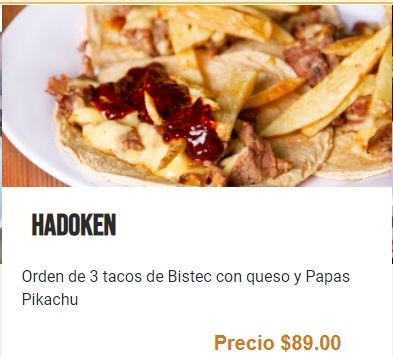 HADOKEN
Orden de 3 tacos de Bistec con queso y Papas
Pikachu
Precio $89.00